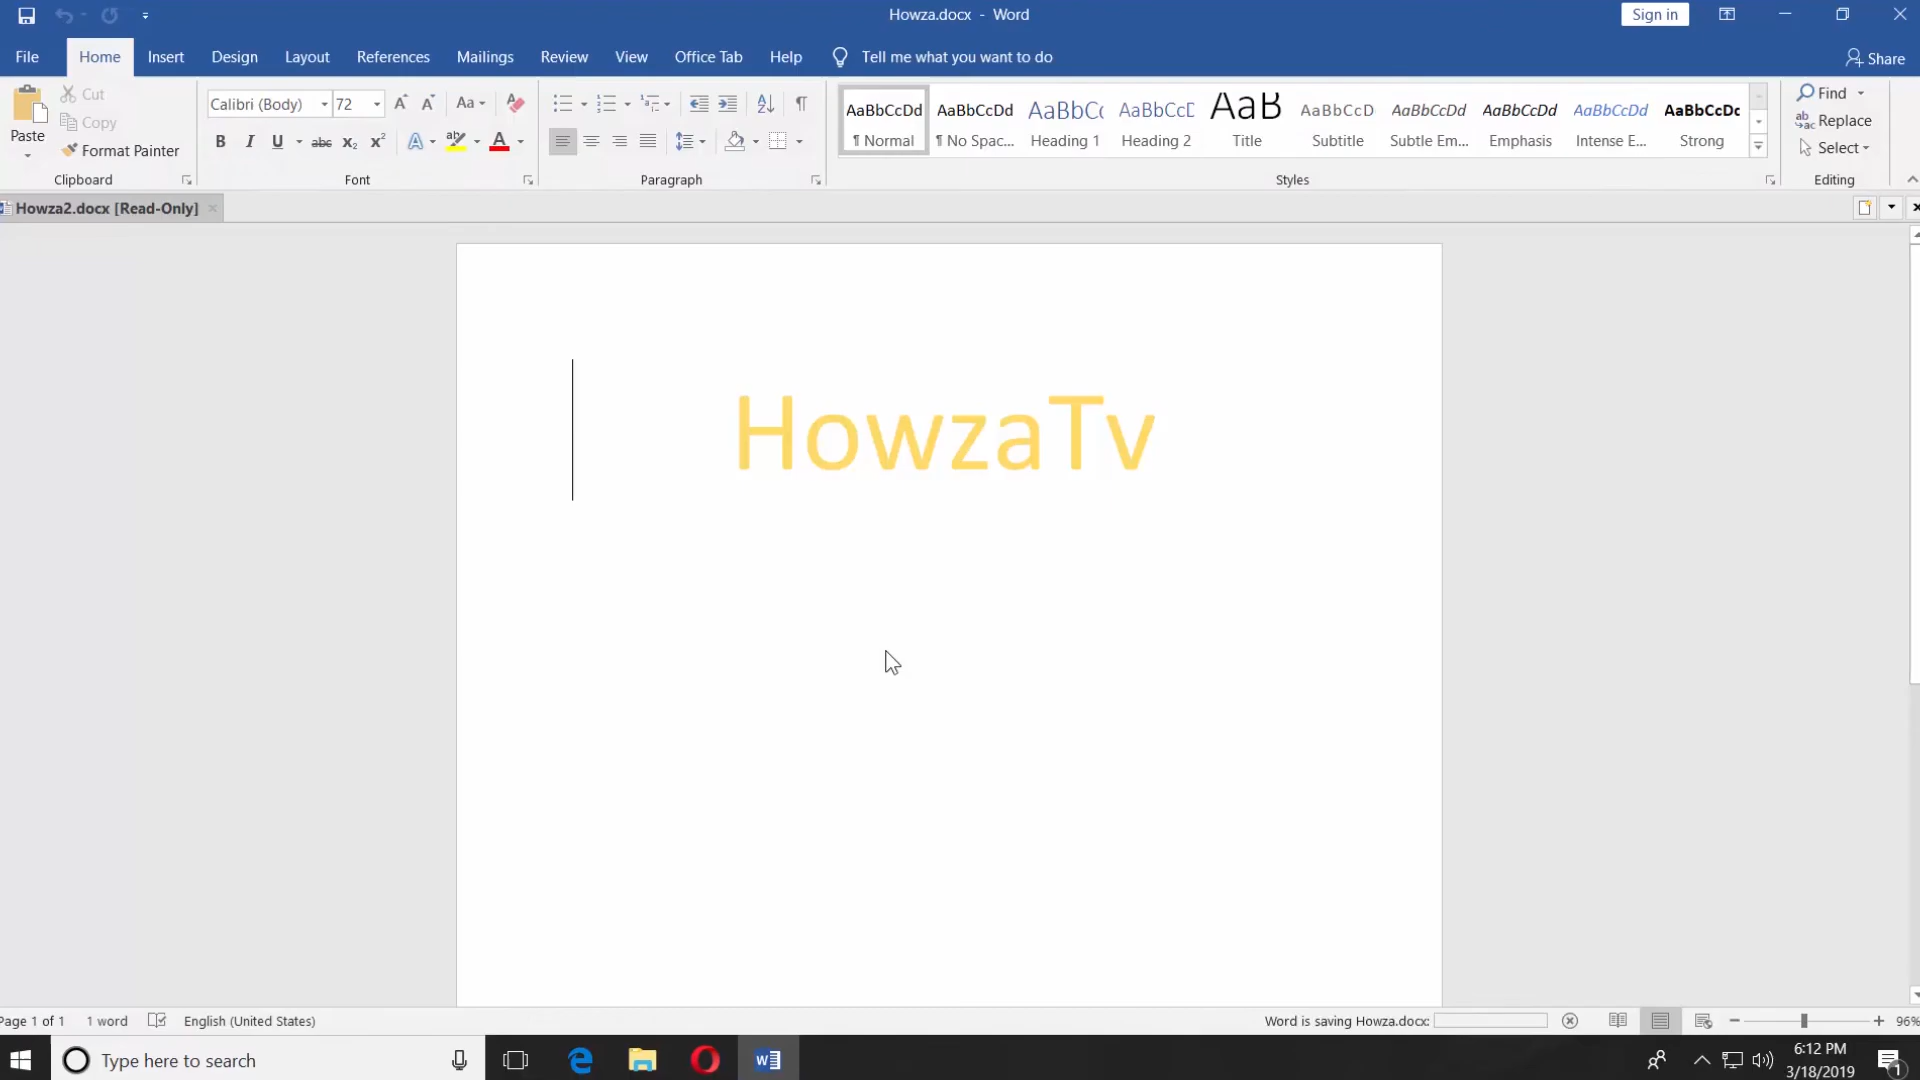 Howza.docx - Word
Sign in
File Home Insert Design Layout References Mailings Review View Office Tab Help Tell me what you want to do Share
Paste
Cut
Copy
Format Painter
Clipboard
Calibri (Body) 72
Aa
Font
Paragraph
AaBbCcDd AaBbCcDd AaBbCc AaBbCcD AaB AaBbCcD AaBbCcDd AaBbCcDd AaBbCcDd AaBbCcDc
¶ Normal ¶ No Spac... Heading 1 Heading 2 Title Subtitle Subtle Em... Emphasis Intense E... Strong
Styles
Find
Replace
Select
Editing
Howza2.docx [Read-Only]
HowzaTv
Page 1 of 1 1 word English (United States) Word is saving Howza.docx: 96%
Type here to search
6:12 PM
3/18/2019
1